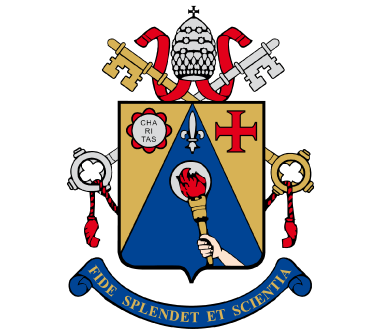 CHA
RI
TAS
FIDE SPLENDET ET SCIENTIA